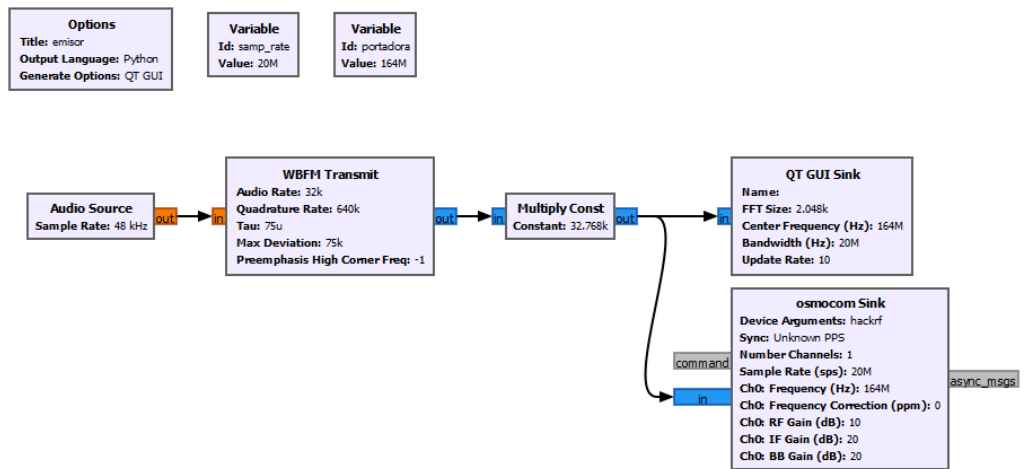 Options
Title: emisor
Output Language: Python
Generate Options: QT GUI
Variable
Id: samp_rate
Value: 20M
Variable
Id: portadora
Value: 164M
Audio Source
Sample Rate: 48 kHz
out
in
WBFM Transmit
Audio Rate: 32k
Quadrature Rate: 640k
Tau: 75u
Max Deviation: 75k
Preemphasis High Corner Freq: -1
out
in
Multiply Const
Constant: 32.768k
out
in
QT GUI Sink
Name:
FFT Size: 2.048k
Center Frequency (Hz): 164M
Bandwidth (Hz): 20M
Update Rate: 10
command
in
osmocom Sink
Device Arguments: hackrf
Sync: Unknown PPS
Number Channels: 1
Sample Rate (sps): 20M
Ch0: Frequency (Hz): 164M
Ch0: Frequency Correction (ppm): 0
Ch0: RF Gain (dB): 10
Ch0: IF Gain (dB): 20
Ch0: BB Gain (dB): 20
async_msgs